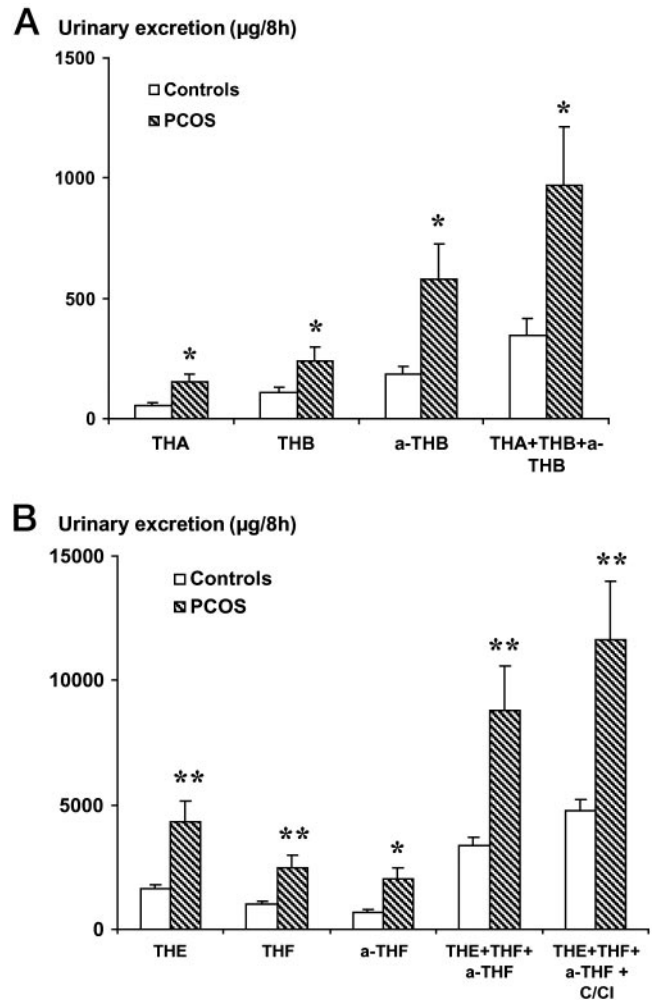 A
Urinary excretion (µg/8h)
1500
1000
500
0
Controls
PCOS
*
*
*
*
THA
THB
a-THB
THA+THB+a-
THB
B
Urinary excretion (µg/8h)
15000
10000
5000
0
Controls
PCOS
**
**
*
**
**
THE
THF
a-THF
THE+THF+
a-THF
THE+THF+
a-THF +
C/Cl